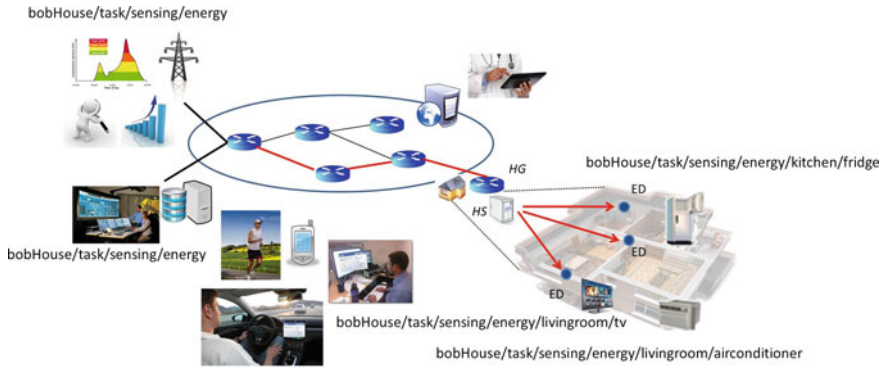 bobHouse/task/sensing/energy
HG
bobHouse/task/sensing/energy/kitchen/fridge
ED
HS
ED
bobHouse/task/sensing/energy
ED
bobHouse/task/sensing/energy/livingroom/tv
bobHouse/task/sensing/energy/livingroom/airconditioner